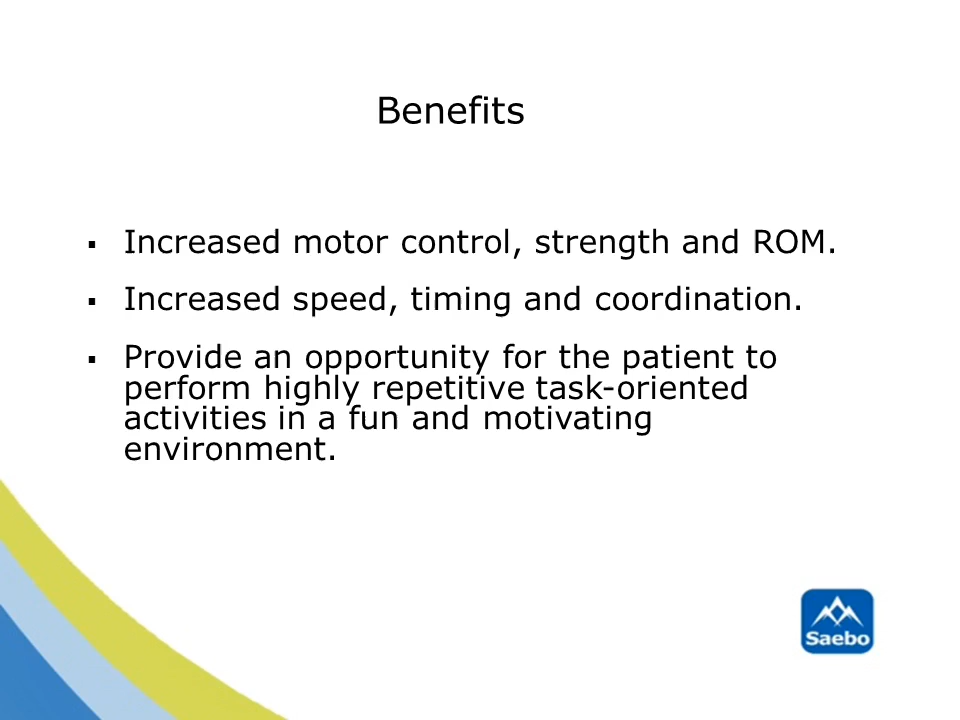 Benefits
▪ Increased motor control, strength and ROM.
▪ Increased speed, timing and coordination.
▪ Provide an opportunity for the patient to
perform highly repetitive task-oriented
activities in a fun and motivating
environment.
Saebo